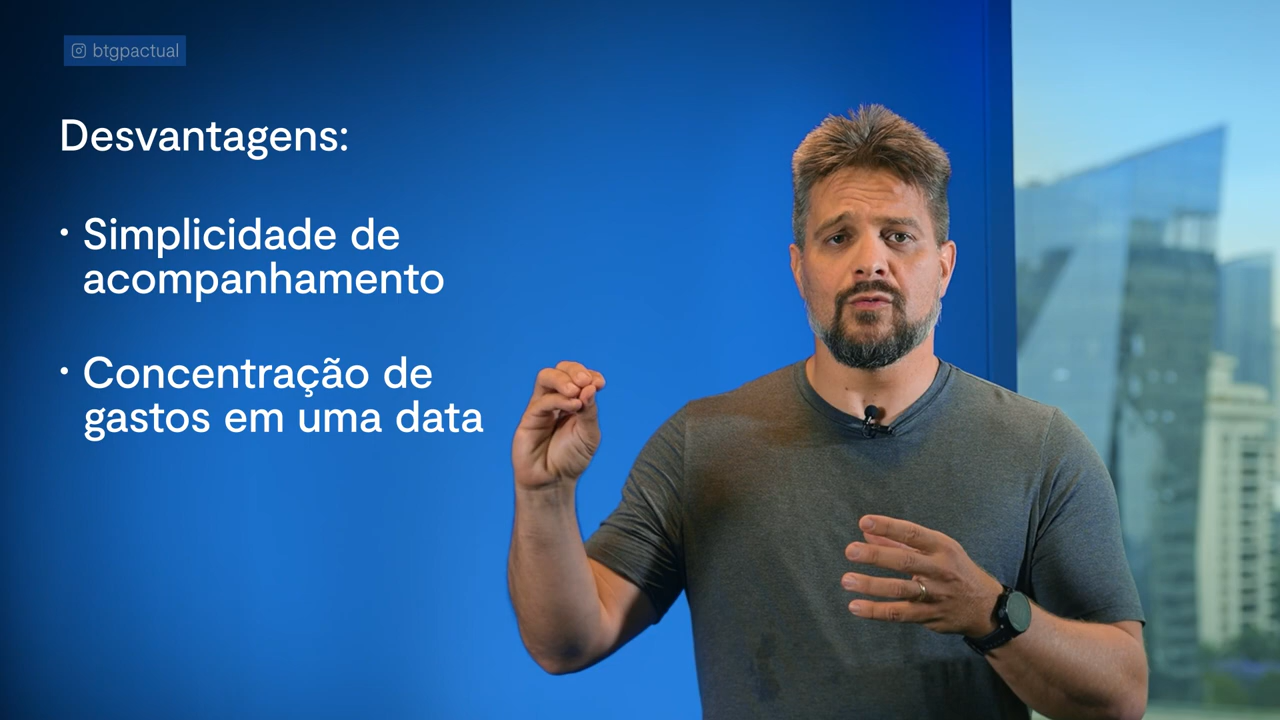 btgpactual
Desvantagens:
• Simplicidade de
acompanhamento
• Concentração de
gastos em uma data